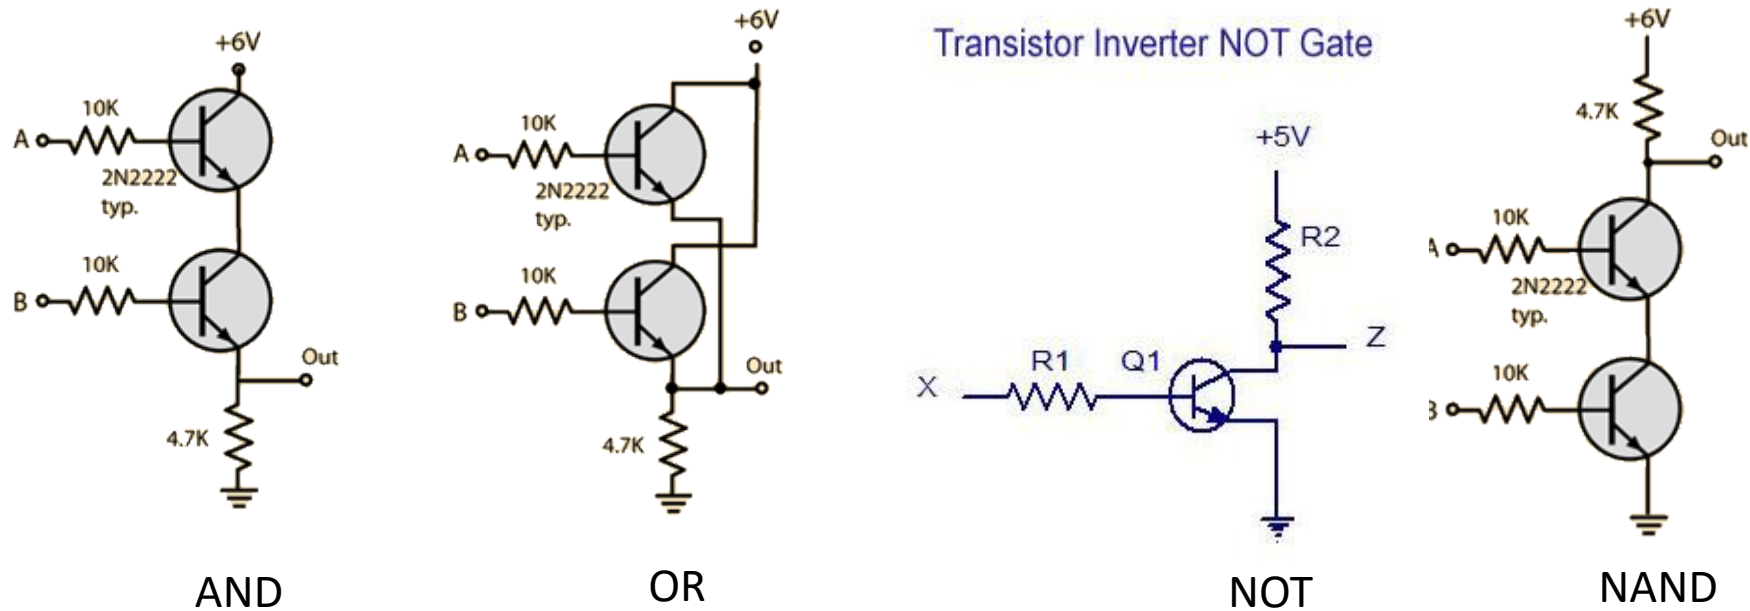 +6V
10K
A
2N2222
typ.
10K
B
Out
4.7K
AND
+6V
10K
A
2N2222
typ.
10K
B
Out
4.7K
OR
Transistor Inverter NOT Gate
+5V
R2
Z
R1
Q1
X
NOT
+6V
4.7K
Out
10K
A
2N2222
typ.
10K
B
NAND